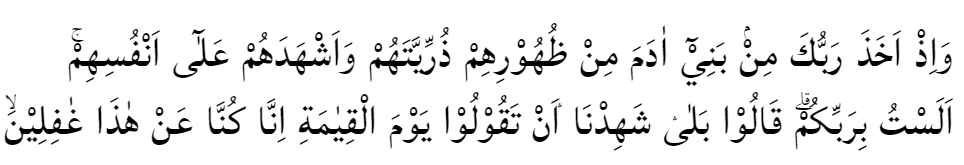 وَاِذْ اَخَذَ رَبُّكَ مِنْۢ بَنِيْٓ اٰدَمَ مِنْ ظُهُوْرِهِمْ ذُرِّيَّتَهُمْ وَاَشْهَدَهُمْ عَلٰٓى اَنْفُسِهِمْۚ
اَلَسْتُ بِرَبِّكُمْۗ قَالُوْا بَلٰىۛ شَهِدْنَا ۛاَنْ تَقُوْلُوْا يَوْمَ الْقِيٰمَةِ اِنَّا كُنَّا عَنْ هٰذَا غٰفِلِيْنَۙ